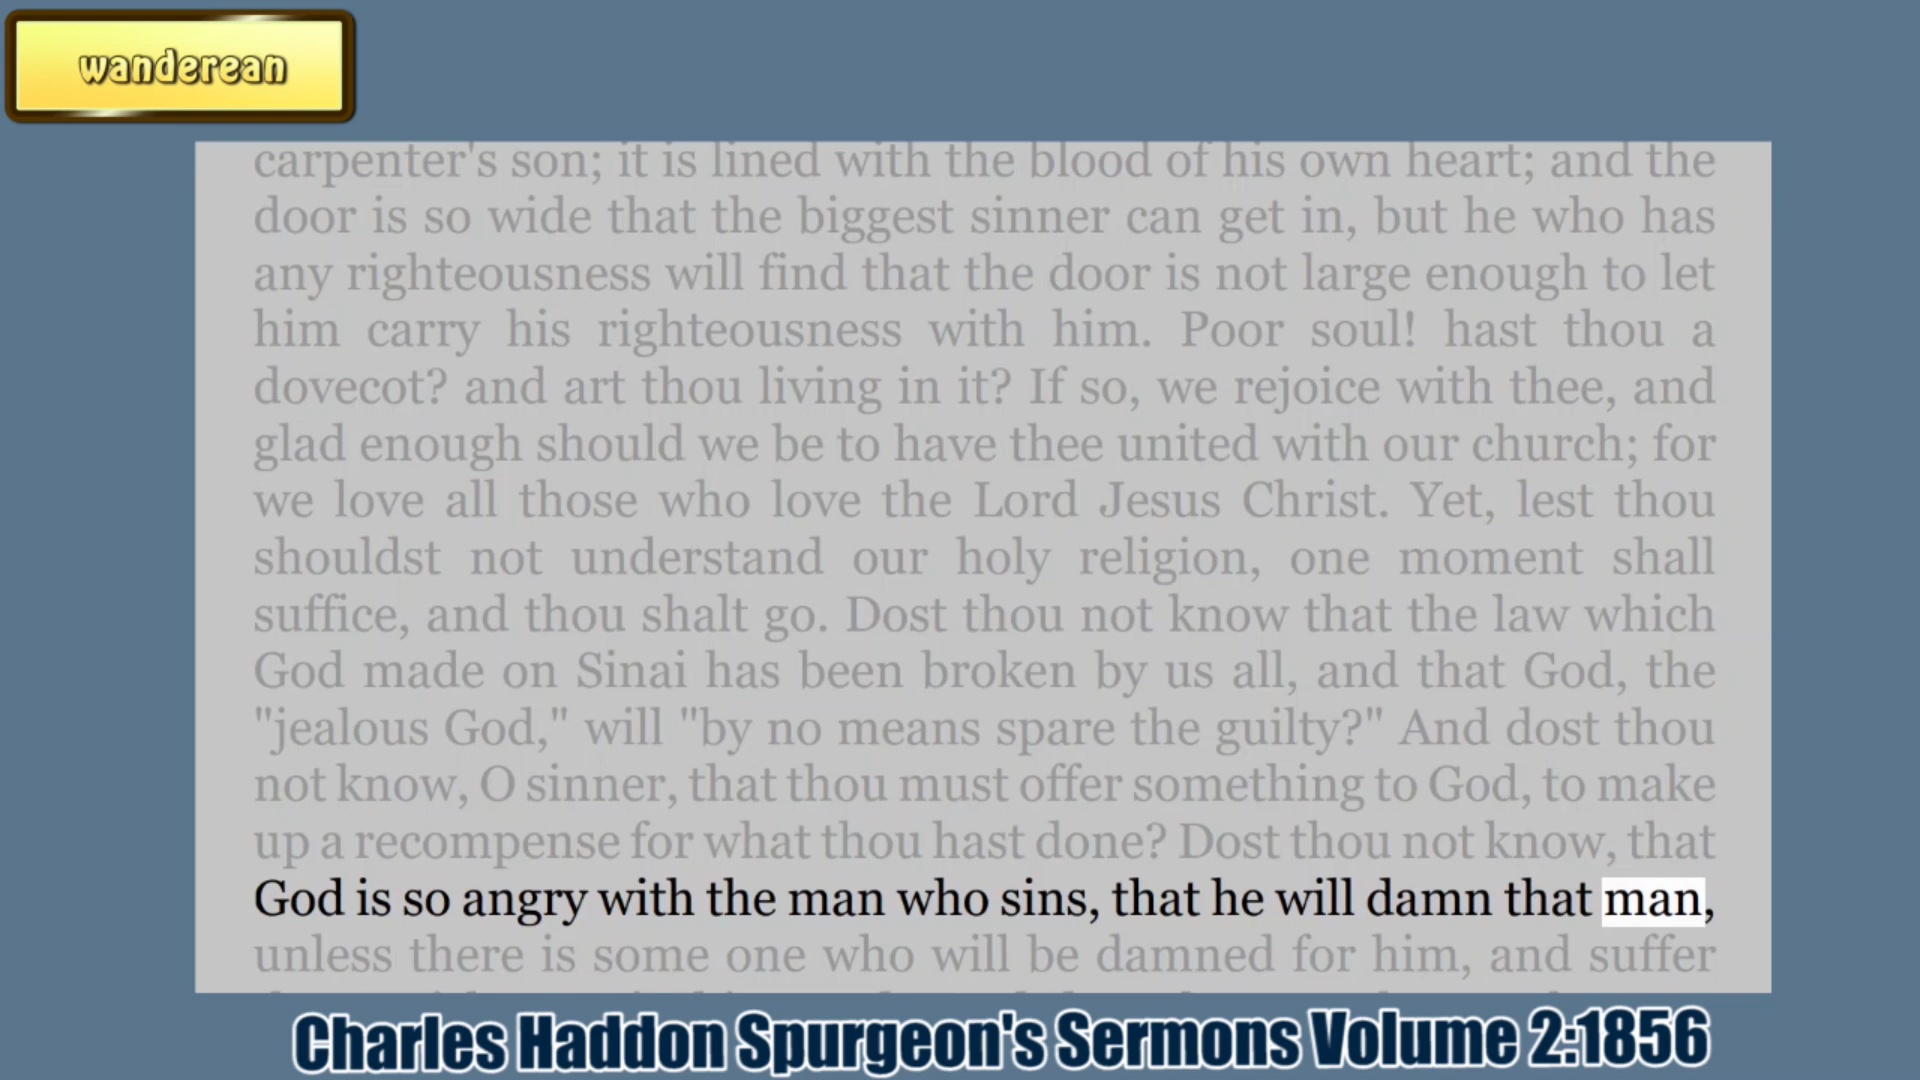 wanderean
carpenter's son; it is lined with the blood of his own heart; and the
door is so wide that the biggest sinner can get in, but he who has
any righteousness will find that the door is not large enough to let
him carry his righteousness with him. Poor soul! hast thou a
dovecot? and art thou living in it? If so, we rejoice with thee, and
glad enough should we be to have thee united with our church; for
we love all those who love the Lord Jesus Christ. Yet, lest thou
shouldst not understand our holy religion, one moment shall
suffice, and thou shalt go. Dost thou not know that the law which
God made on Sinai has been broken by us all, and that God, the
"jealous God," will "by no means spare the guilty?" And dost thou
not know, O sinner, that thou must offer something to God, to make
up a recompense for what thou hast done? Dost thou not know, that
God is so angry with the man who sins, that he will damn that man,
unless there is some one who will be damned for him, and suffer
Charles Haddon Spurgeon's Sermons Volume 2:1856